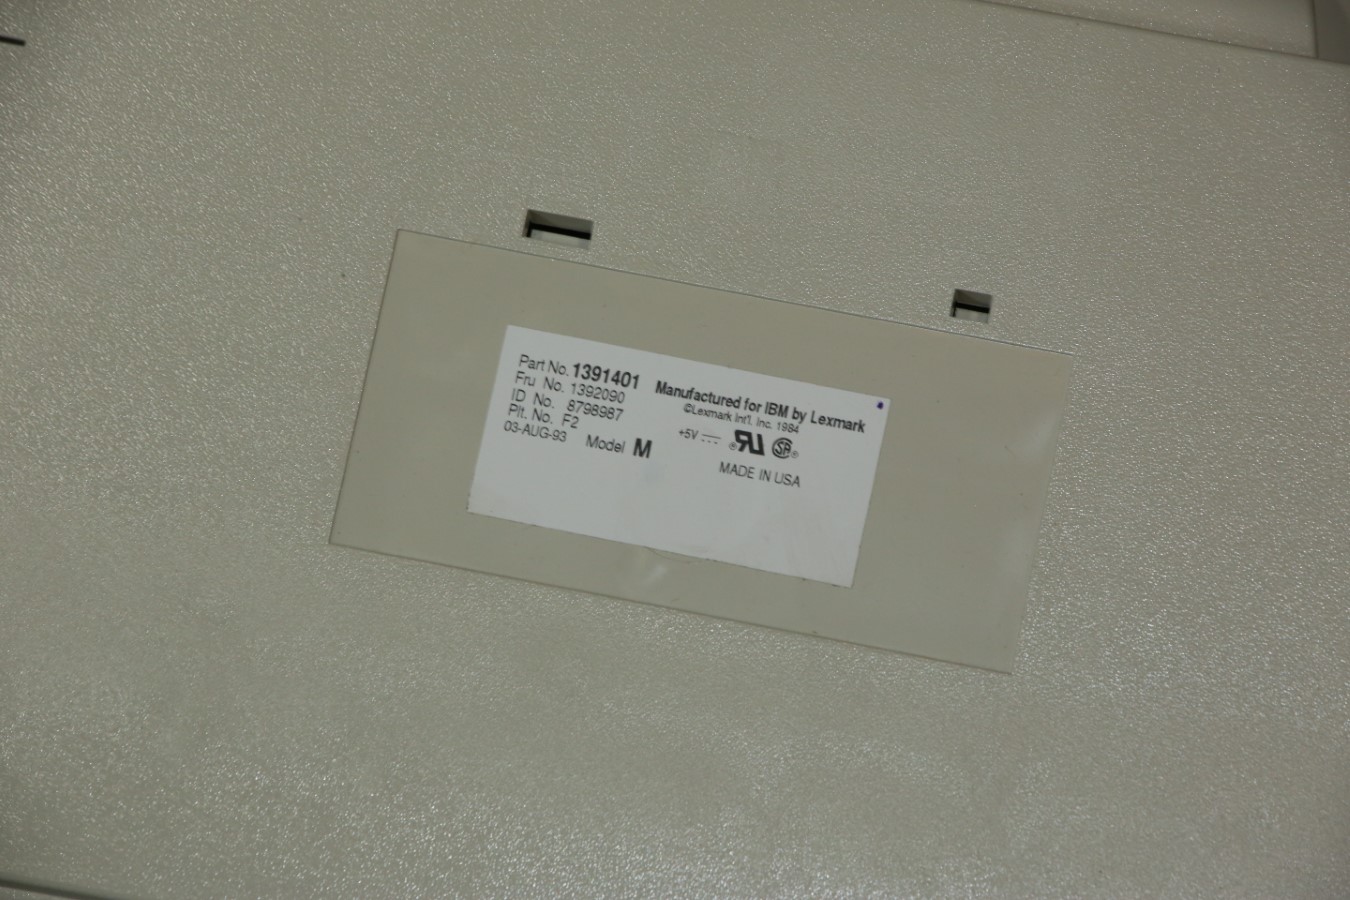 Part No. 1391401
Fru No. 1392090
ID No. 8798987
Plt. No. F2
03-AUG-93 Model M
Manufactured for IBM by Lexmark
©Lexmark Int'l. Inc. 1984
+5V
MADE IN USA